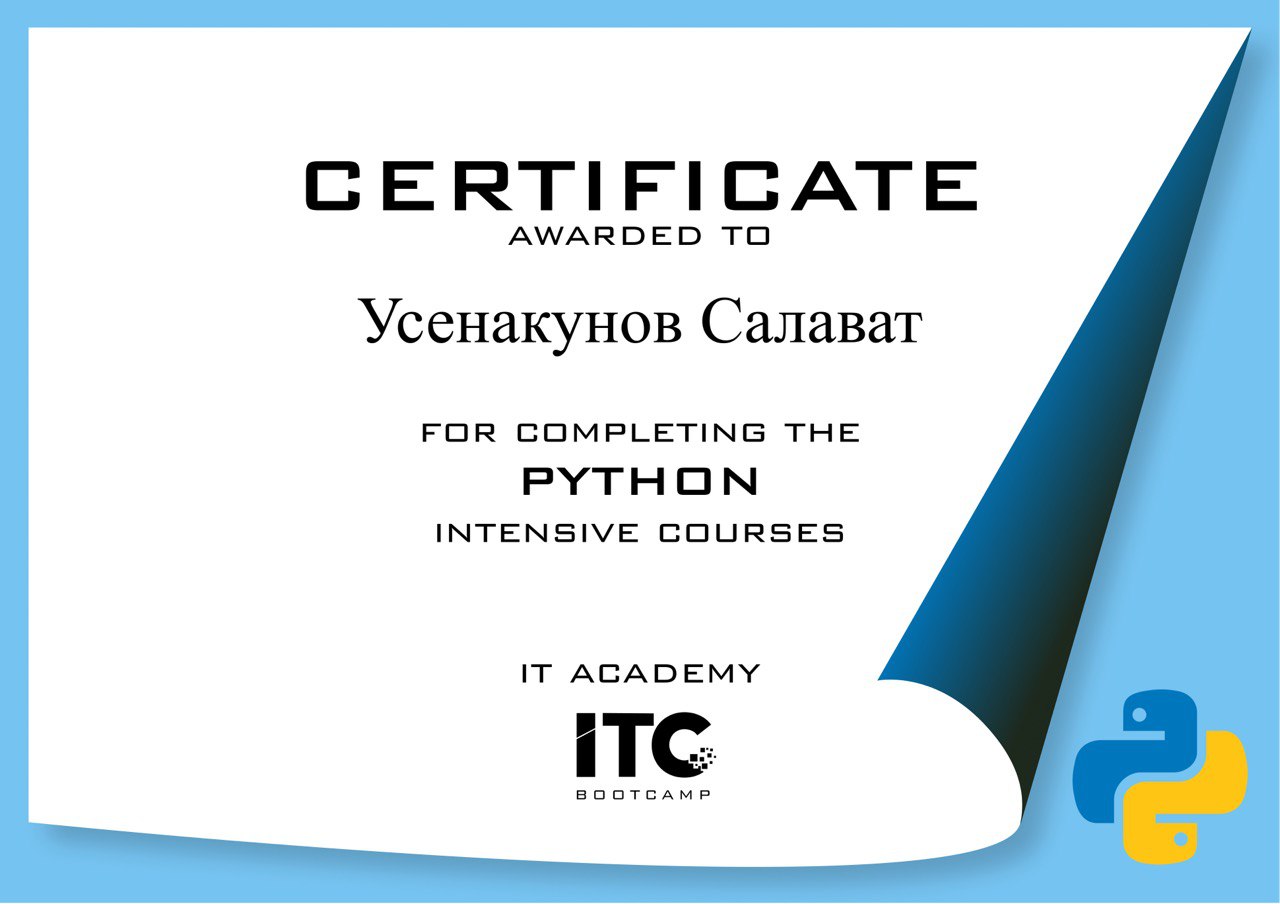 CERTIFICATE
AWARDED TO
Усенакунов Салават
FOR COMPLETING THE
PYTHON
INTENSIVE COURSES
IT ACADEMY
ITC
BOOTCAMP